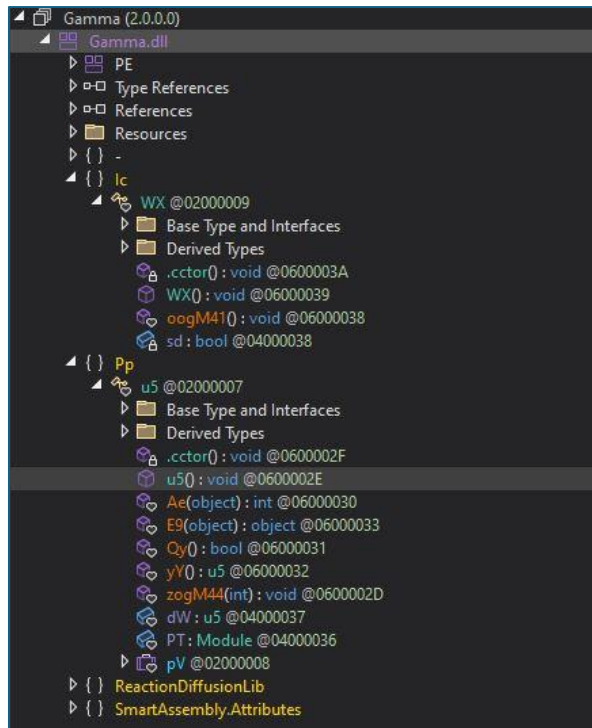 Gamma (2.0.0.0)
Gamma.dll
PE
Type References
References
Resources
{ } -
{ } Ic
WX @02000009
Base Type and Interfaces
Derived Types
.cctor() : void @0600003A
WX() : void @06000039
oogM41() : void @06000038
sd : bool @04000038
{ } Pp
u5 @02000007
Base Type and Interfaces
Derived Types
.cctor() : void @0600002F
u5() : void @0600002E
Ae(object) : int @06000030
E9(object) : object @06000033
Qy() : bool @06000031
yY() : u5 @06000032
zogM44(int) : void @0600002D
dW : u5 @04000037
PT : Module @04000036
pV @02000008
{ } ReactionDiffusionLib
{ } SmartAssembly.Attributes